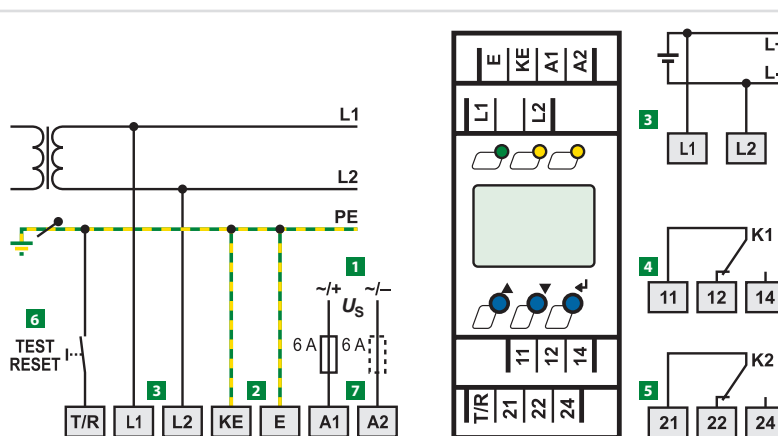 L1
L2
PE
1
~/+ ~/–
US
6 A 6 A
6
TEST
RESET
3 2 7
T/R L1 L2 KE E A1 A2
E KE A1 A2
L1 L2
11 12 14
T/R 21 22 24
3
L1 L2
4
K1
11 12 14
5
K2
21 22 24